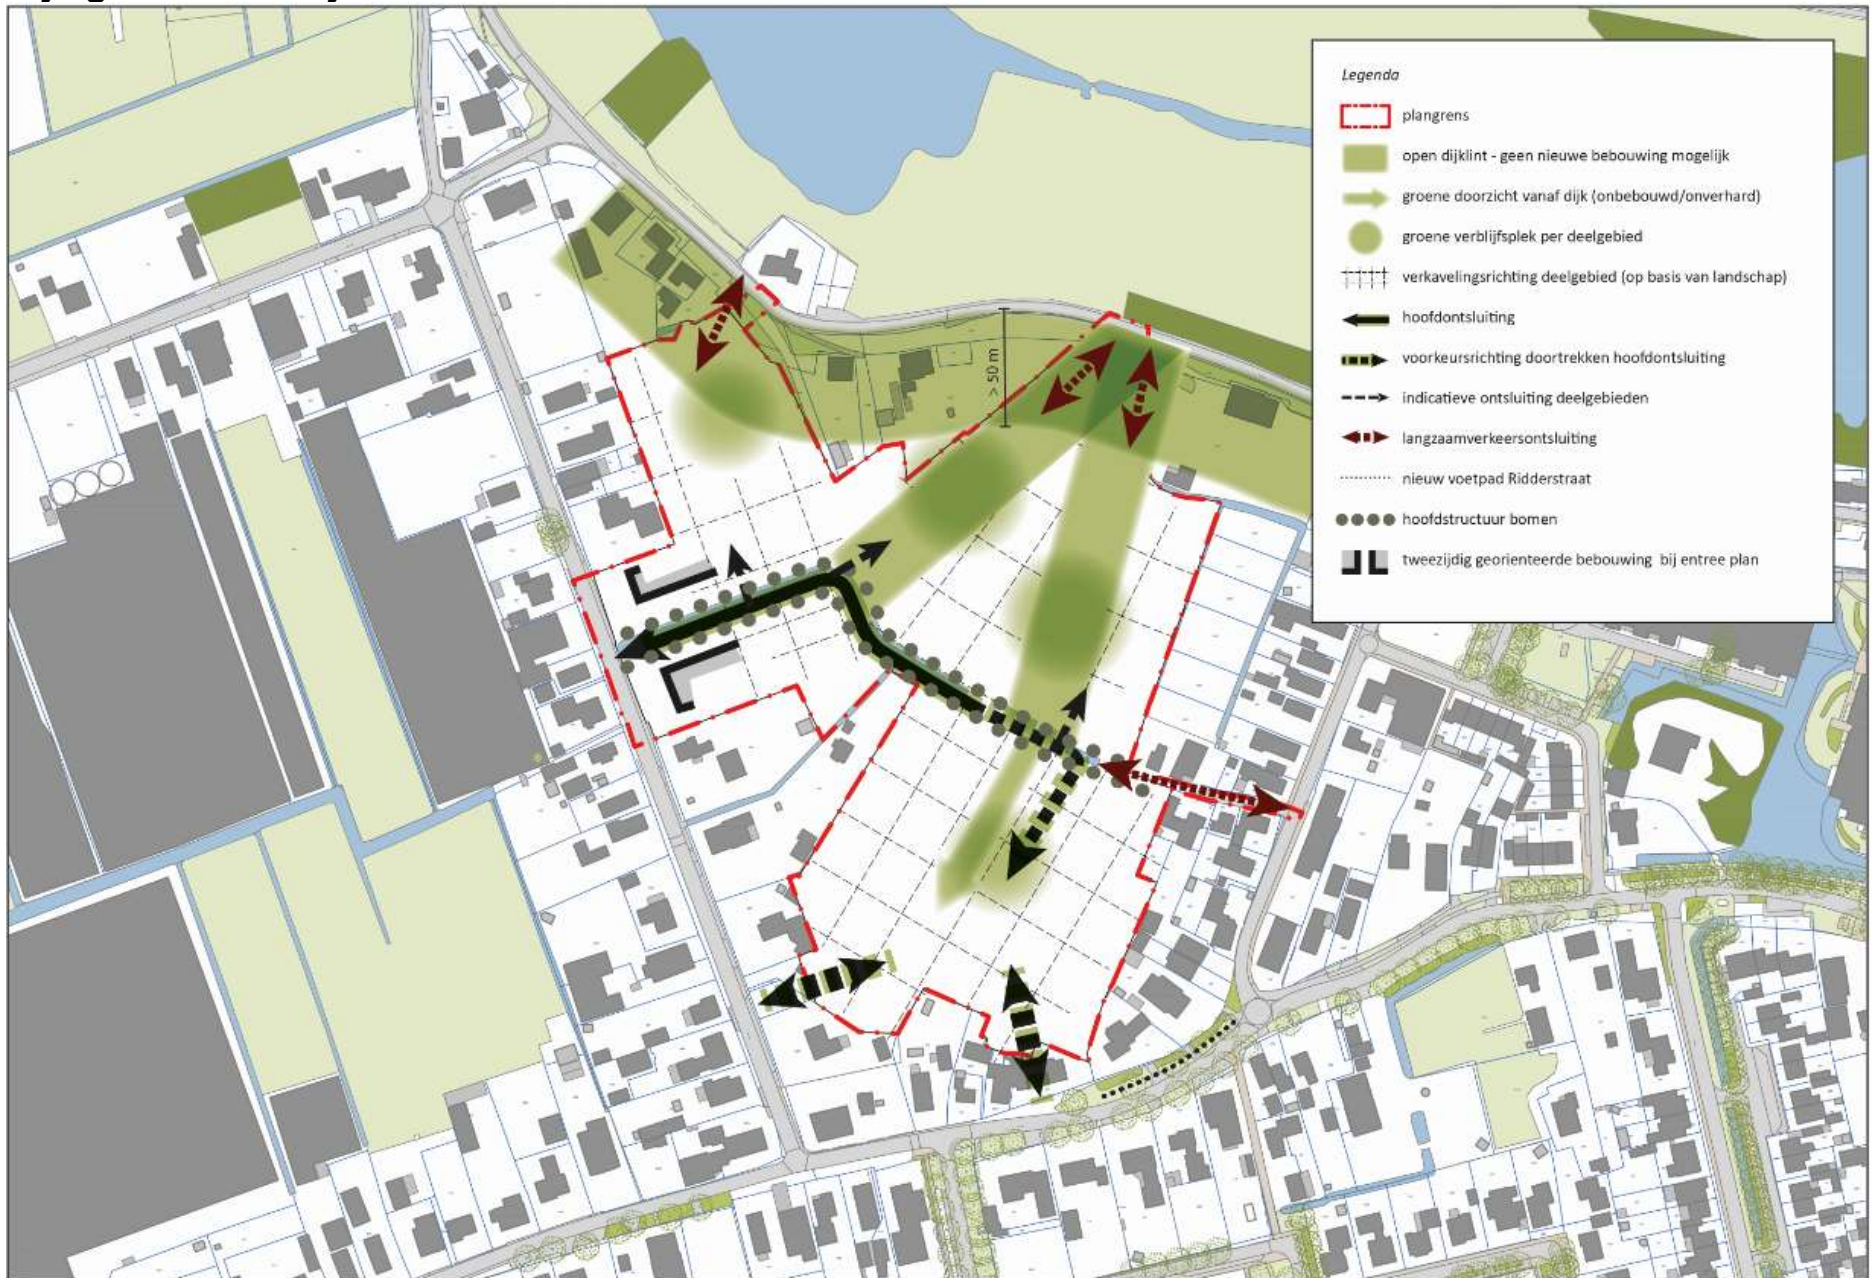 > 50 m
Legenda
plangrens
open dijklint - geen nieuwe bebouwing mogelijk
groene doorzicht vanaf dijk (onbebouwd/onverhard)
groene verblijfsplek per deelgebied
verkavelingsrichting deelgebied (op basis van landschap)
hoofdontsluiting
voorkeursrichting doortrekken hoofdontsluiting
indicatieve ontsluiting deelgebieden
langzaamverkeersontsluiting
nieuw voetpad Ridderstraat
hoofdstructuur bomen
tweezijdig georienteerde bebouwing bij entree plan